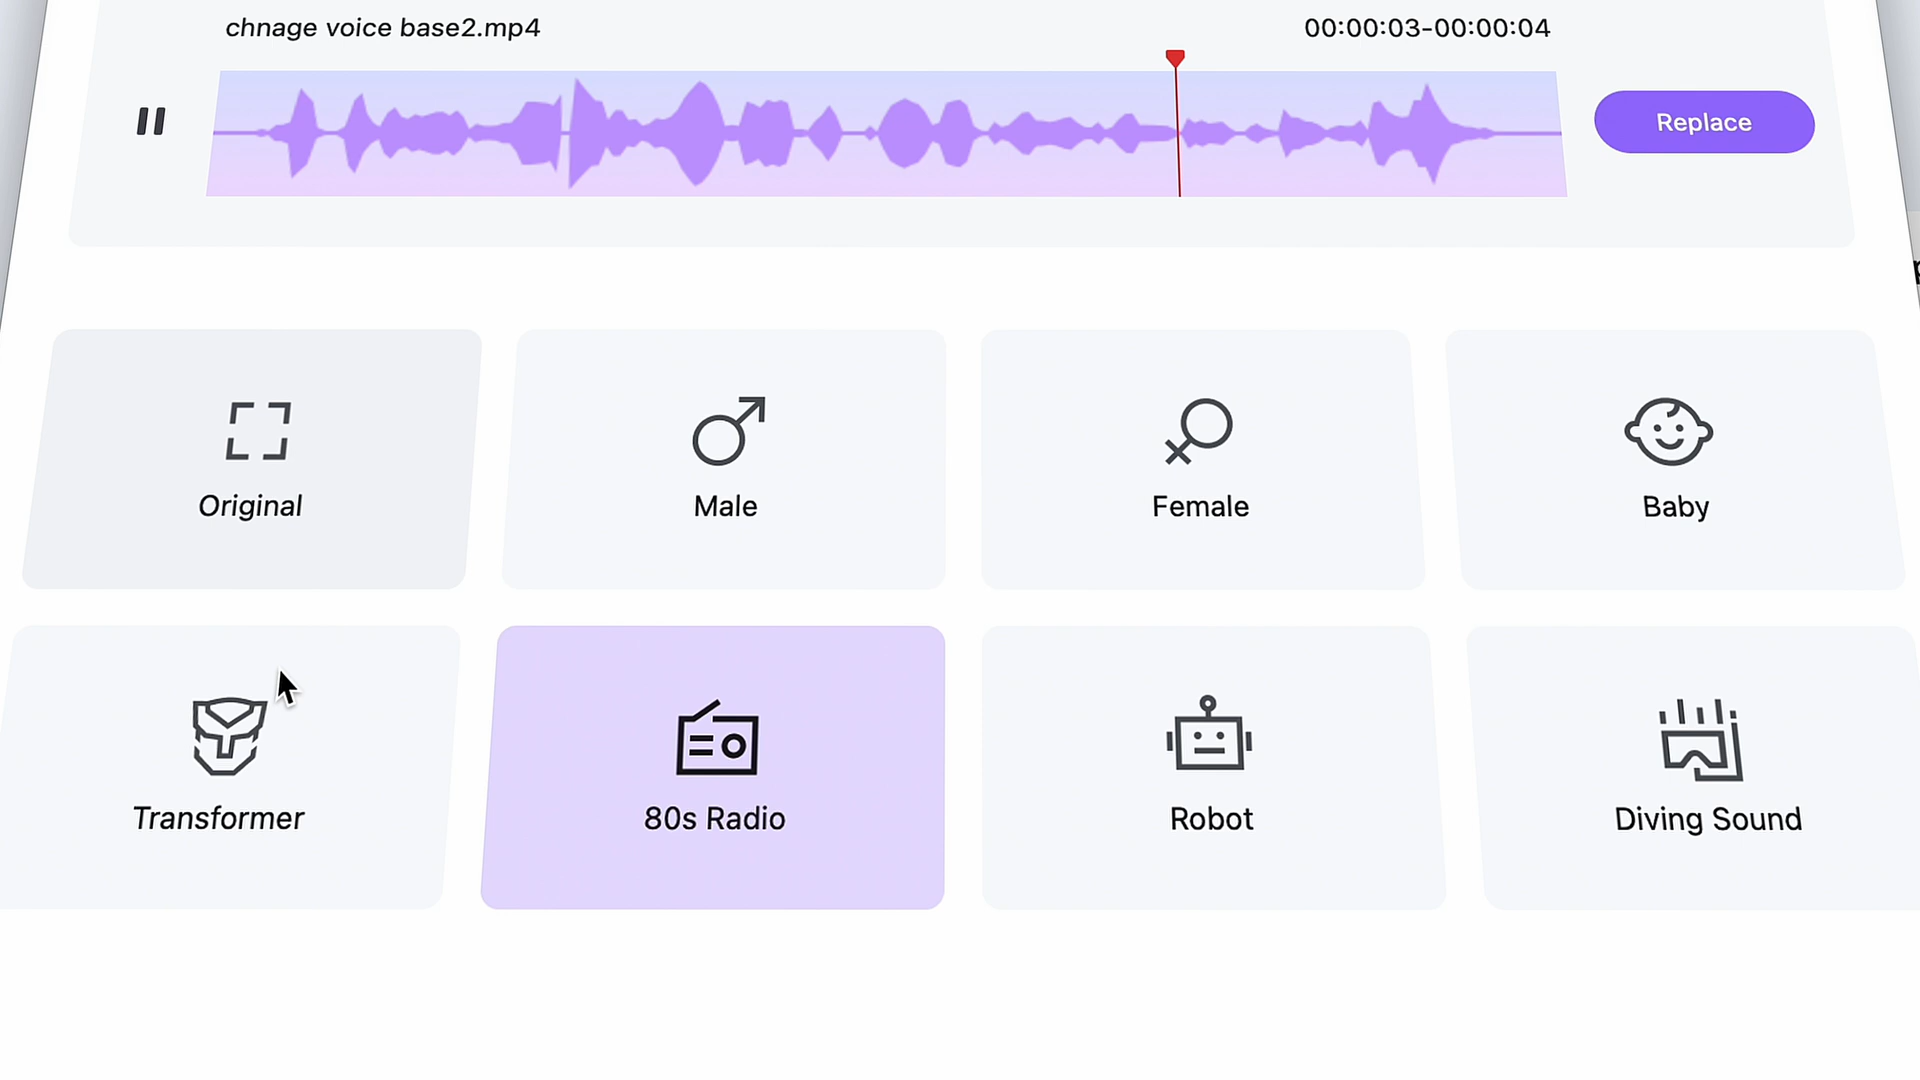 chnage voice base2.mp4
00:00:03-00:00:04
Replace
Original
Male
Female
Baby
Transformer
80s Radio
Robot
Diving Sound